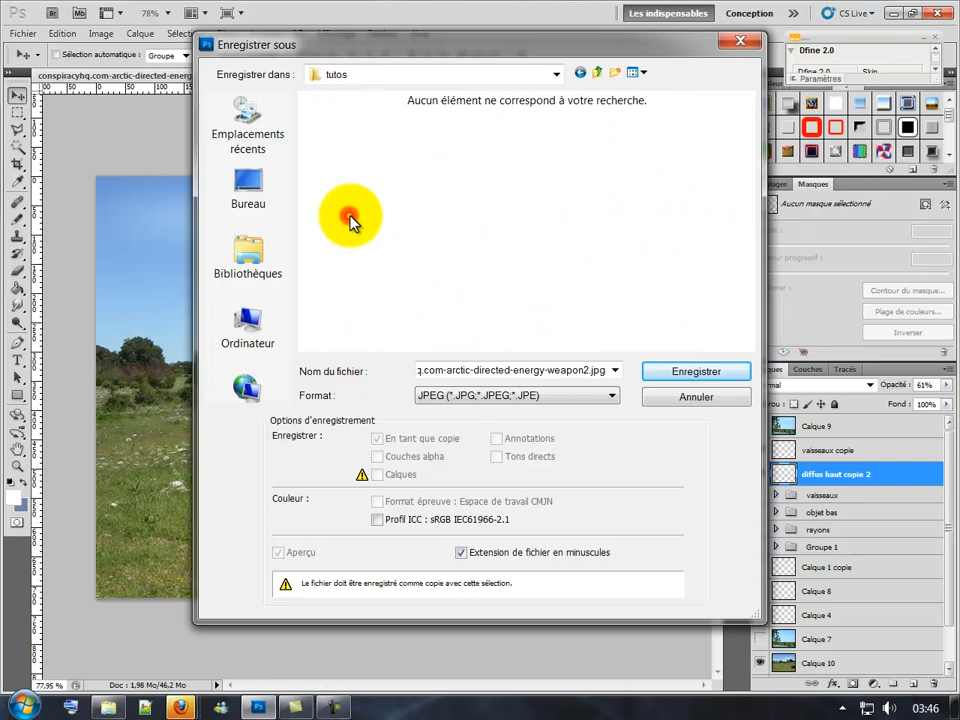 Ps Br Mb 78%
Les indispensables Conception CS Live
Fichier Edition Image Calque
Sélection automatique : Groupe
conspiracyhq.com-arctic-directed-energy
Enregistrer sous
Enregistrer dans : tutos
Aucun élément ne correspond à votre recherche.
Emplacements
récents
Bureau
Bibliothèques
Ordinateur
Nom du fichier : q.com-arctic-directed-energy-weapon2.jpg Enregistrer
Format : JPEG (*.JPG;*.JPEG;*.JPE) Annuler
Options d'enregistrement
Enregistrer : En tant que copie Annotations
Couches alpha Tons directs
Calques
Couleur : Format épreuve : Espace de travail CMJN
Profil ICC : sRGB IEC61966-2.1
Aperçu Extension de fichier en minuscules
Le fichier doit être enregistré comme copie avec cette sélection.
Dfine 2.0
Dfine 2.0 Skin
Paramètres
Masques
Aucun masque sélectionné
Contour du masque...
Plage de couleurs...
Inverser
Couches Tracés
Opacité : 61%
Fond : 100%
Calque 9
vaisseaux copie
diffus haut copie 2
vaisseaux
objet bas
rayons
Groupe 1
Calque 1 copie
Calque 8
Calque 4
Calque 7
Calque 10
77,95 % Doc : 1,98 Mo/46,2 Mo
03:46